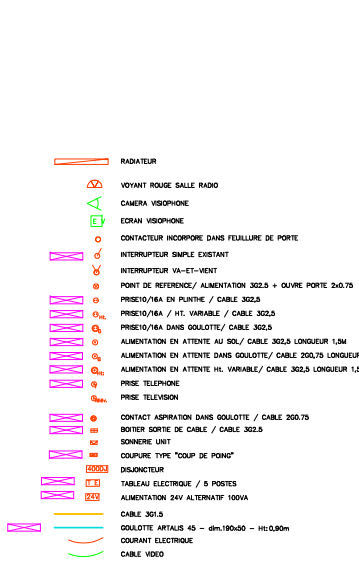 RADIATEUR
VOYANT ROUGE SALLE RADIO
CAMERA VISIOPHONE
E V ECRAN VISIOPHONE
CONTACTEUR INCORPORE DANS FEUILLURE DE PORTE
INTERRUPTEUR SIMPLE EXISTANT
INTERRUPTEUR VA-ET-VIENT
POINT DE REFERENCE/ ALIMENTATION 3G2.5 + OUVRE PORTE 2x0.75
PRISE10/16A EN PLINTHE / CABLE 3G2,5
Ht. PRISE10/16A / HT. VARIABLE / CABLE 3G2,5
PRISE10/16A DANS GOULOTTE/ CABLE 3G2,5
ALIMENTATION EN ATTENTE AU SOL/ CABLE 3G2,5 LONGUEUR 1,5M
ALIMENTATION EN ATTENTE DANS GOULOTTE/ CABLE 2G0.75 LONGUEUR
Ht. ALIMENTATION EN ATTENTE Ht. VARIABLE/ CABLE 3G2,5 LONGUEUR
PRISE TELEPHONE
PRISE TELEVISION
CONTACT ASPIRATION DANS GOULOTTE / CABLE 2G0.75
BOITIER SORTIE DE CABLE / CABLE 3G2.5
SONNERIE UNIT
COUPURE TYPE "COUP DE POING"
400DJ DISJONCTEUR
T E TABLEAU ELECTRIQUE / 5 POSTES
24V ALIMENTATION 24V ALTERNATIF 100VA
CABLE 3G1.5
GOULOTTE ARTALIS 45 - dim.190x50 - Ht:0,90m
COURANT ELECTRIQUE
CABLE VIDEO